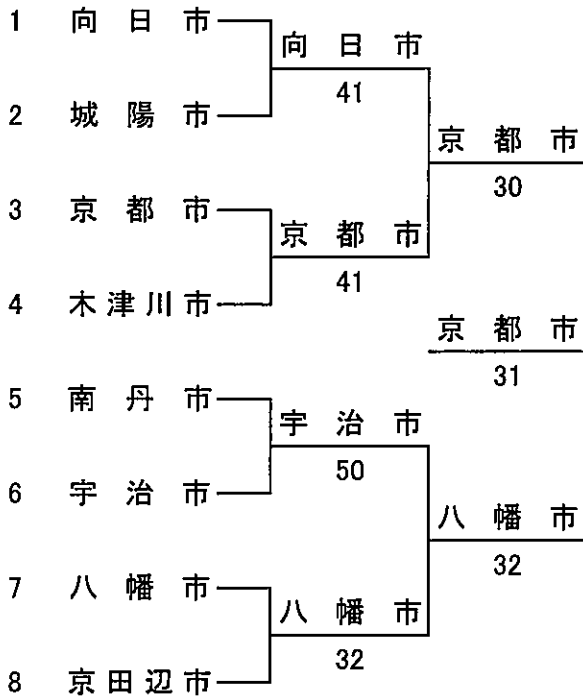 1 向日市
向日市
41
2 城陽市
京都市
30
3 京都市
京都市
41
4 木津川市
京都市
31
5 南丹市
宇治市
50
6 宇治市
八幡市
32
7 八幡市
八幡市
32
8 京田辺市